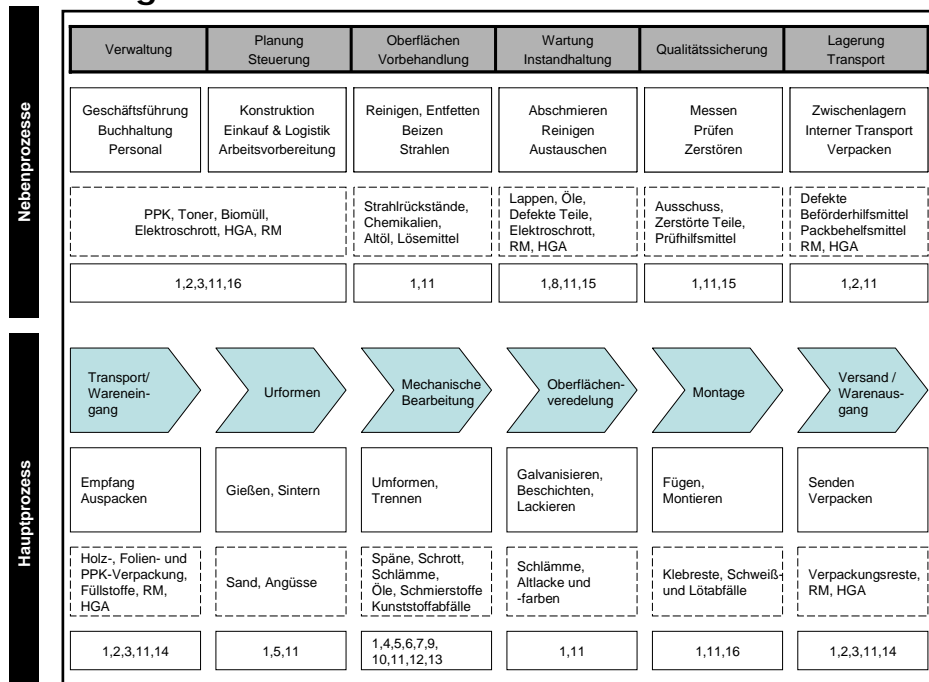 Nebenprozesse
Verwaltung
Planung
Steuerung
Oberflächen
Vorbehandlung
Wartung
Instandhaltung
Qualitätssicherung
Lagerung
Transport
Geschäftsführung
Buchhaltung
Personal
Konstruktion
Einkauf & Logistik
Arbeitsvorbereitung
Reinigen, Entfetten
Beizen
Strahlen
Abschmieren
Reinigen
Austauschen
Messen
Prüfen
Zerstören
Zwischenlagern
Interner Transport
Verpacken
PPK, Toner, Biomüll,
Elektroschrott, HGA, RM
Strahlrückstände,
Chemikalien,
Altöl, Lösemittel
Lappen, Öle,
Defekte Teile,
Elektroschrott,
RM, HGA
Ausschuss,
Zerstörte Teile,
Prüfhilfsmittel
Defekte
Beförderhilfsmittel
Packbehelfsmittel
RM, HGA
1,2,3,11,16
1,11
1,8,11,15
1,11,15
1,2,11
Hauptprozess
Transport/
Warenein-
gang
Urformen
Mechanische
Bearbeitung
Oberflächen-
veredelung
Montage
Versand /
Warenaus-
gang
Empfang
Auspacken
Gießen, Sintern
Umformen,
Trennen
Galvanisieren,
Beschichten,
Lackieren
Fügen,
Montieren
Senden
Verpacken
Holz-, Folien- und
PPK-Verpackung,
Füllstoffe, RM,
HGA
Sand, Angüsse
Späne, Schrott,
Schlämme,
Öle, Schmierstoffe
Kunststoffabfälle
Schlämme,
Altlacke und
-farben
Klebreste, Schweiß-
und Lötabfälle
Verpackungsreste,
RM, HGA
1,2,3,11,14
1,5,11
1,4,5,6,7,9,
10,11,12,13
1,11
1,11,16
1,2,3,11,14